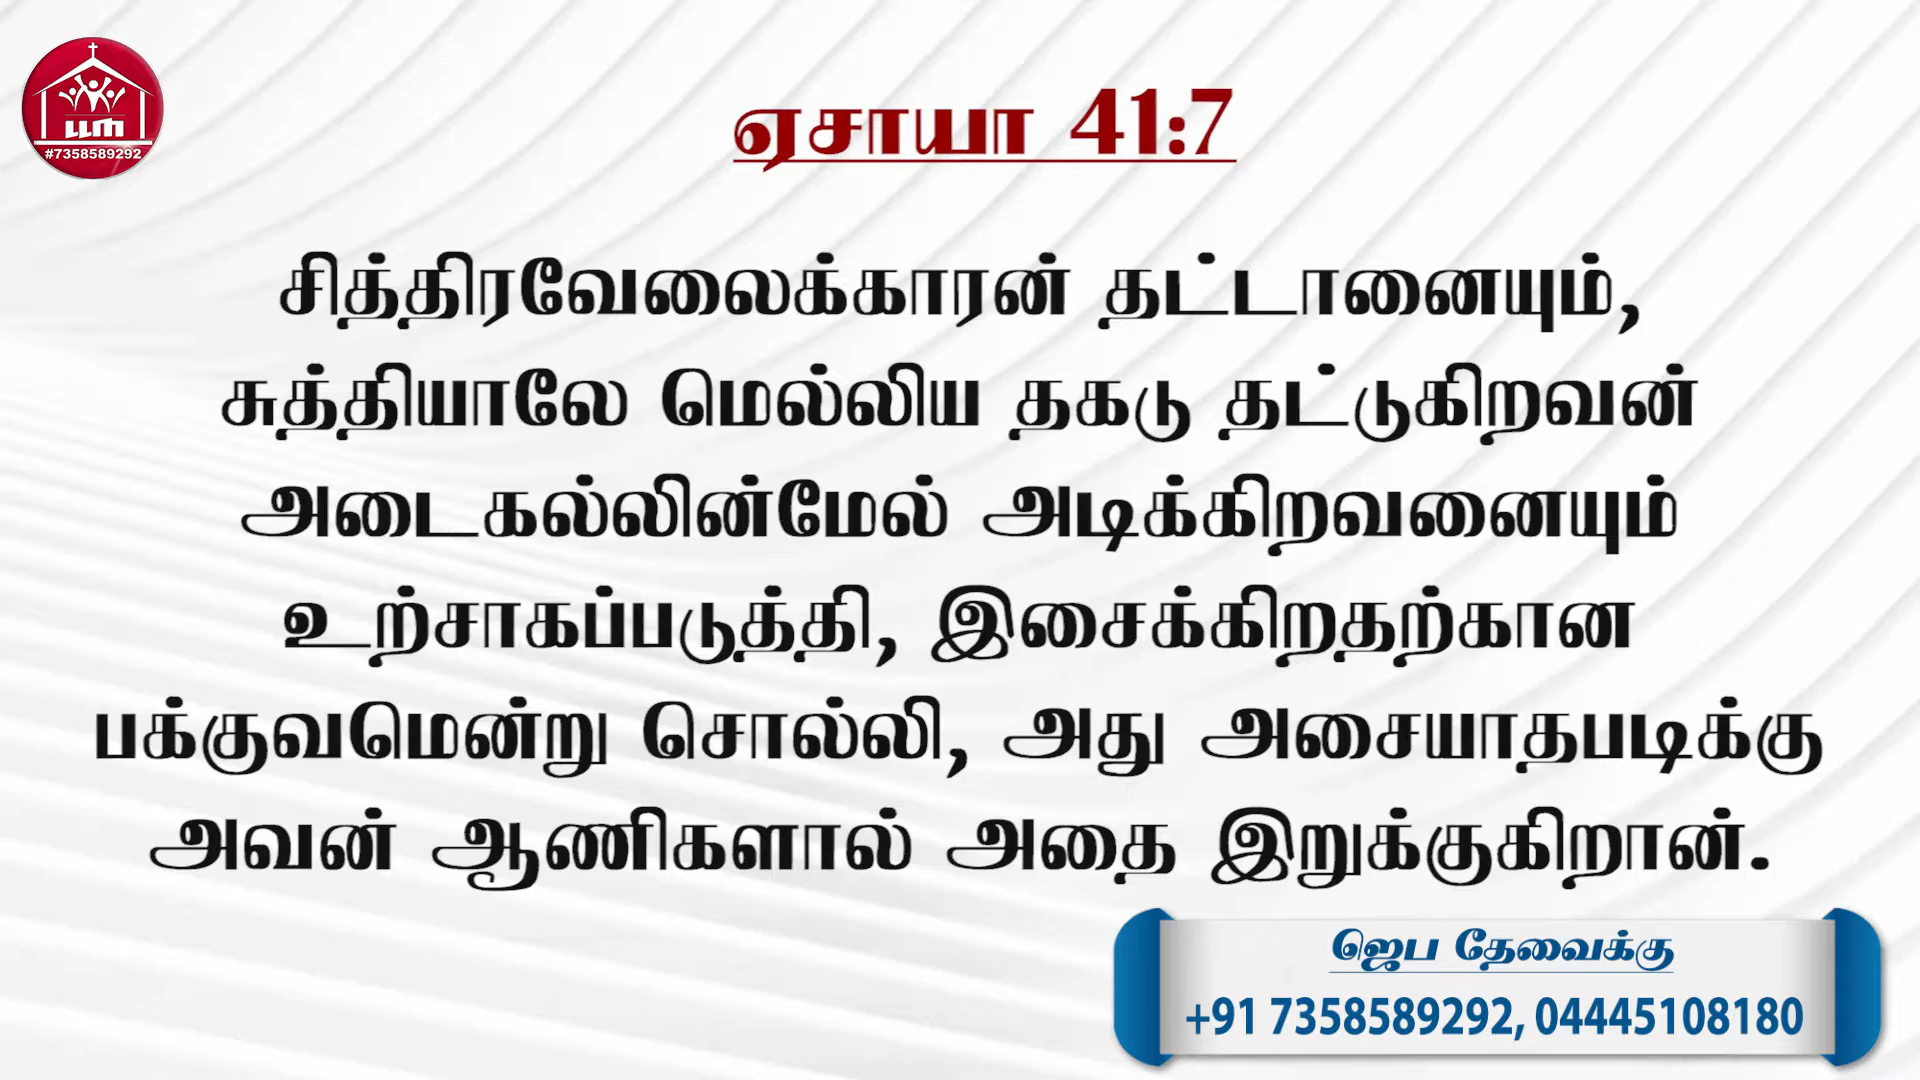 ஏசாயா 41:7
சித்திரவேலைக்காரன் தட்டானையும்,
சுத்தியாலே மெல்லிய தகடு தட்டுகிறவன்
அடைகல்லின்மேல் அடிக்கிறவனையும்
உற்சாகப்படுத்தி, இசைக்கிறதற்கான
பக்குவமென்று சொல்லி, அது அசையாதபடிக்கு
அவன் ஆணிகளால் அதை இறுக்குகிறான்.
ஜெப தேவைக்கு
+91 7358589292, 04445108180
#7358589292